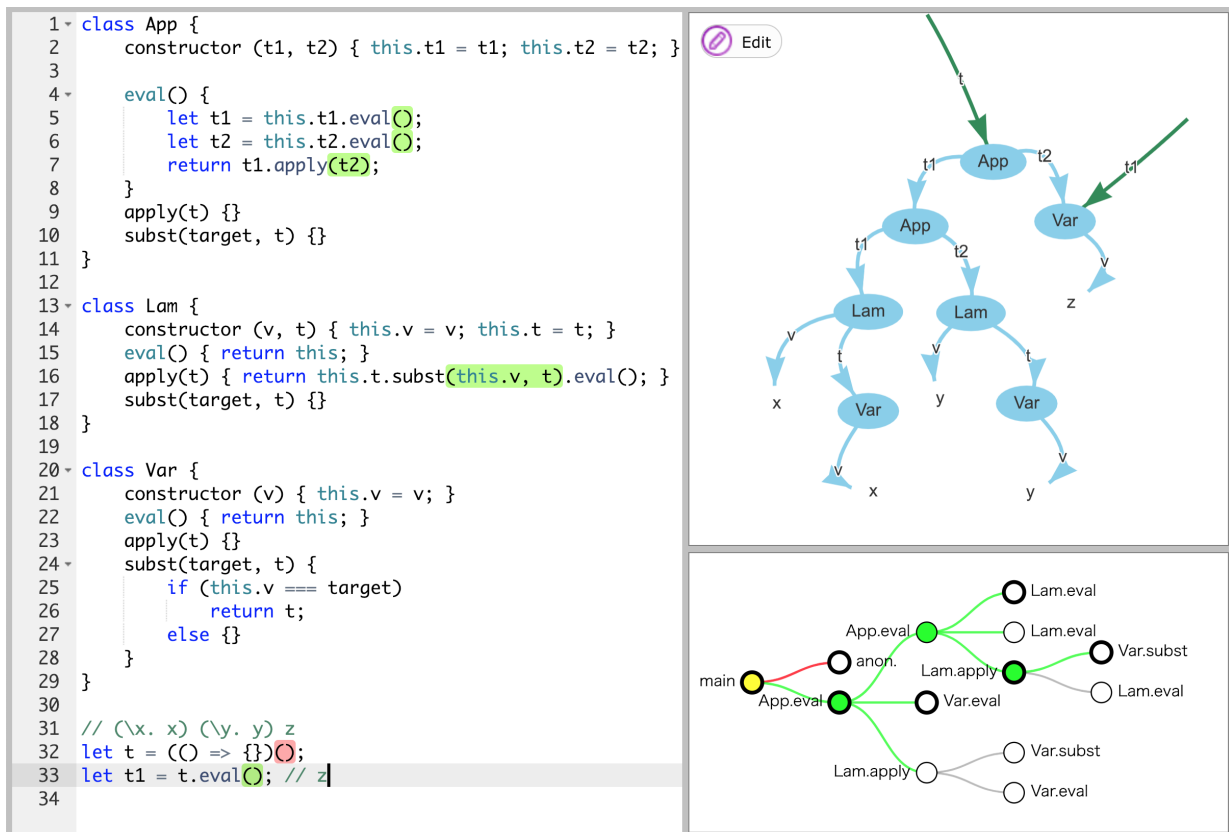 1 class App {
2 constructor (t1, t2) { this.t1 = t1; this.t2 = t2; }
3
4 eval() {
5 let t1 = this.t1.eval();
6 let t2 = this.t2.eval();
7 return t1.apply(t2);
8 }
9 apply(t) {}
10 subst(target, t) {}
11 }
12
13 class Lam {
14 constructor (v, t) { this.v = v; this.t = t; }
15 eval() { return this; }
16 apply(t) { return this.t.subst(this.v, t).eval(); }
17 subst(target, t) {}
18 }
19
20 class Var {
21 constructor (v) { this.v = v; }
22 eval() { return this; }
23 apply(t) {}
24 subst(target, t) {
25 if (this.v === target)
26 return t;
27 else {}
28 }
29 }
30
31 // (\x. x) (\y. y) z
32 let t = (() => {})();
33 let t1 = t.eval(); // z
34
Edit
t
t1
App
t1
t2
App
Var
t1
t2
v
z
Lam
Lam
v
t
v
t
x
Var
y
Var
v
x
v
y
Lam.eval
App.eval
Lam.eval
anon.
Lam.apply
Var.subst
main
Lam.eval
App.eval
Var.eval
Lam.apply
Var.subst
Var.eval